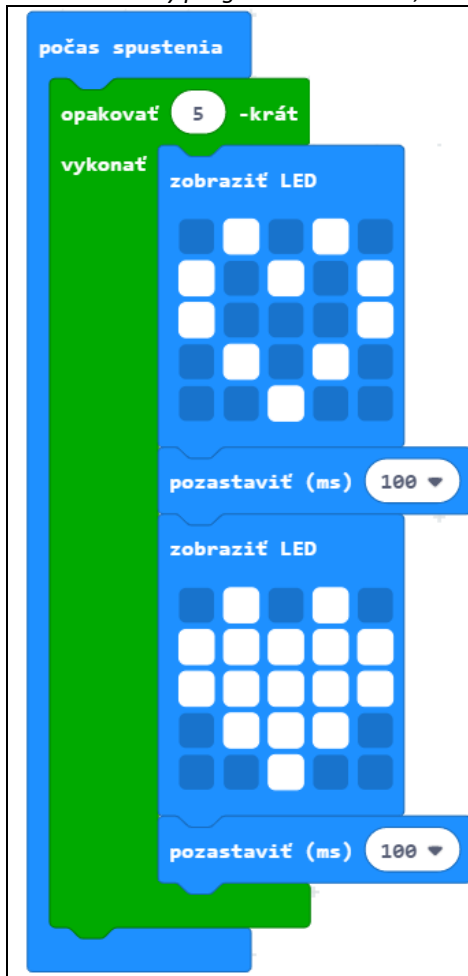 počas spustenia
opakovať 5 -krát
vykonať
zobraziť LED
pozastaviť (ms) 100
zobraziť LED
pozastaviť (ms) 100